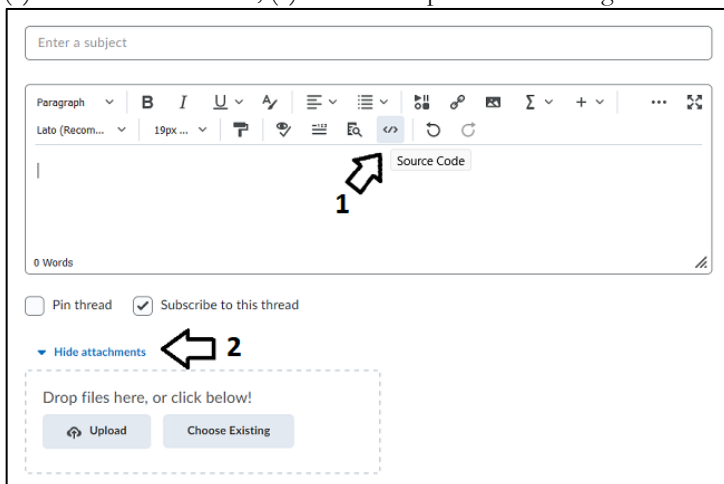 Enter a subject
Paragraph B I U A
Lato (Recom... 19px ...
Source Code
1
0 Words
Pin thread Subscribe to this thread
Hide attachments 2
Drop files here, or click below!
Upload Choose Existing